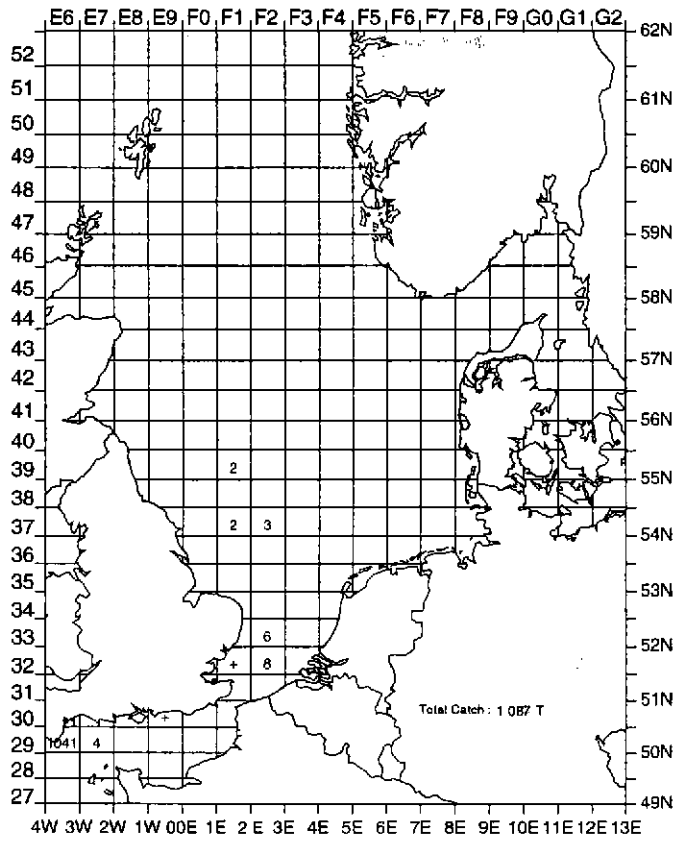 E6 E7 E8 E9 F0 F1 F2 F3 F4 F5 F6 F7 F8 F9 G0 G1 G2
62N
52
51
61N
50
49
60N
48
47
59N
46
45
58N
44
43
57N
42
41
56N
40
39
2
55N
38
37
2 3
54N
36
35
53N
34
33
6
52N
32
+ 8
31
51N
Total Catch : 1 087 T
30
+
29
1041 4
50N
28
27
49N
4W 3W 2W 1W 00E 1E 2 E 3E 4E 5E 6E 7E 8E 9E 10E 11E 12E 13E